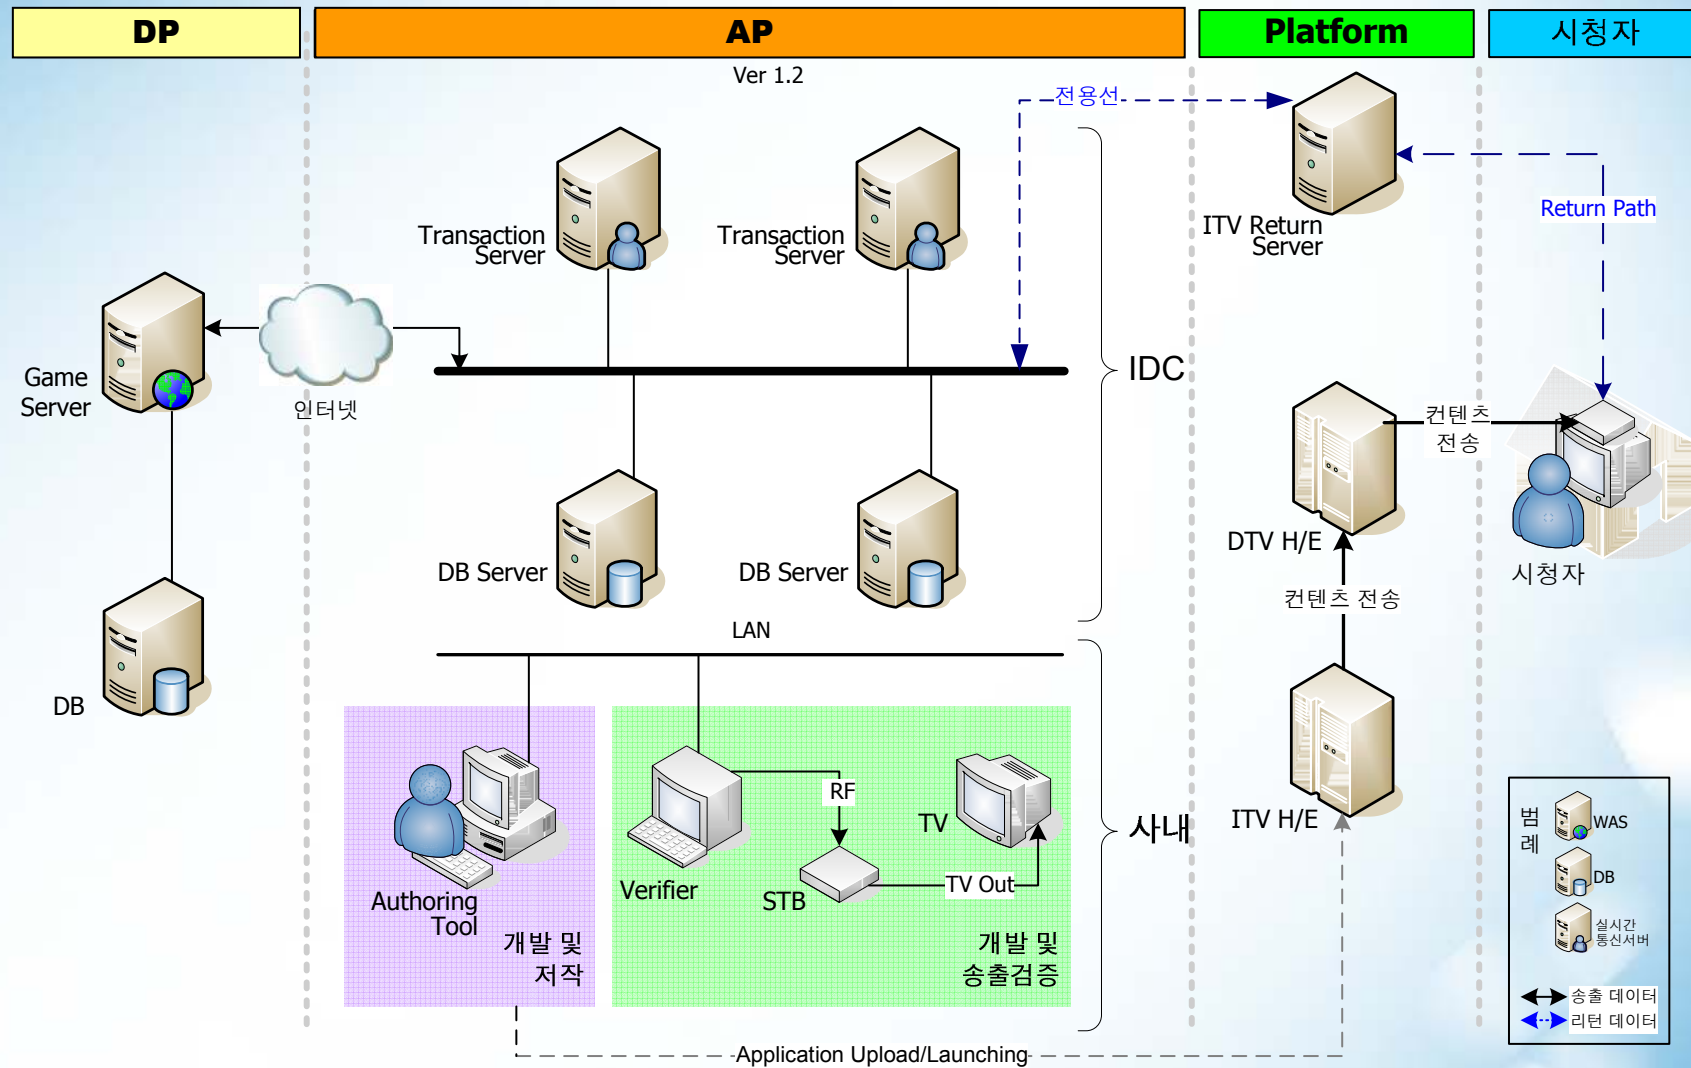 DP
AP
Platform
시청자
Ver 1.2
전용선
Transaction
Server
Transaction
Server
ITV Return
Server
Return Path
Game
Server
인터넷
IDC
컨텐츠
전송
DB Server
DB Server
DTV H/E
시청자
컨텐츠 전송
LAN
DB
RF
TV
사내
ITV H/E
Authoring
Tool
Verifier
STB
TV Out
개발 및
저작
개발 및
송출검증
Application Upload/Launching
범
례
WAS
DB
실시간
통신서버
송출 데이터
리턴 데이터